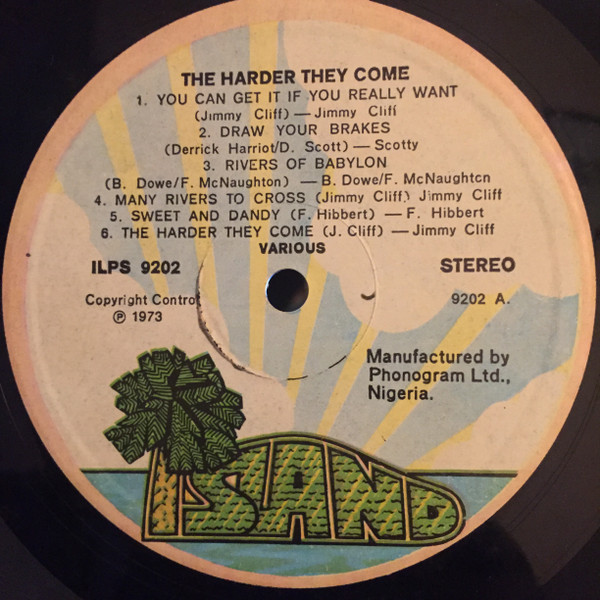 THE HARDER THEY COME
1. YOU CAN GET IT IF YOU REALLY WANT
(Jimmy Cliff) — Jimmy Cliff
2. DRAW YOUR BRAKES
(Derrick Harriot/D. Scott) — Scotty
3. RIVERS OF BABYLON
(B. Dowe/F. McNaughton) — B. Dowe/F. McNaughton
4. MANY RIVERS TO CROSS (Jimmy Cliff) Jimmy Cliff
5. SWEET AND DANDY (F. Hibbert) — F. Hibbert
6. THE HARDER THEY COME (J. Cliff) — Jimmy Cliff
VARIOUS
ILPS 9202
STEREO
Copyright Control
℗ 1973
9202 A.
Manufactured by
Phonogram Ltd.,
Nigeria.
ISLAND